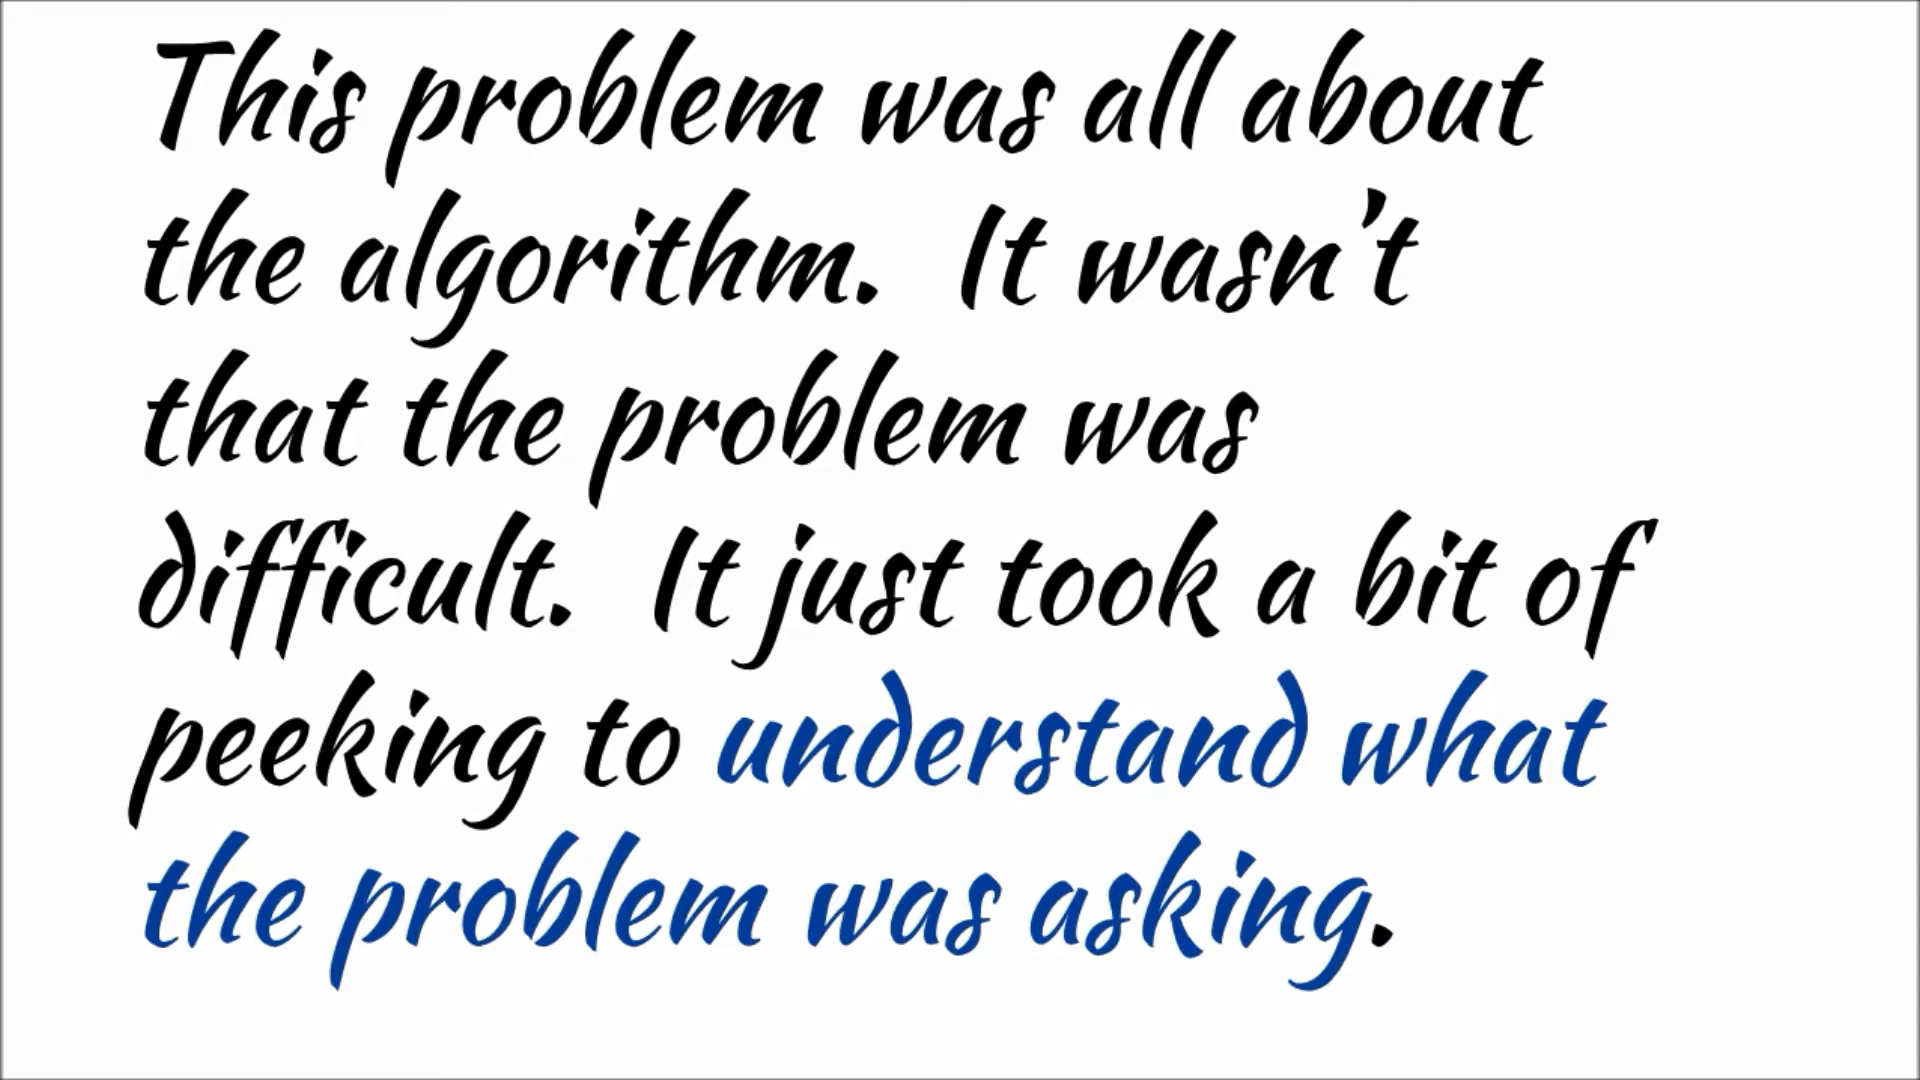 This problem was all about
the algorithm.  It wasn't
that the problem was
difficult.  It just took a bit of
peeking to understand what
the problem was asking.